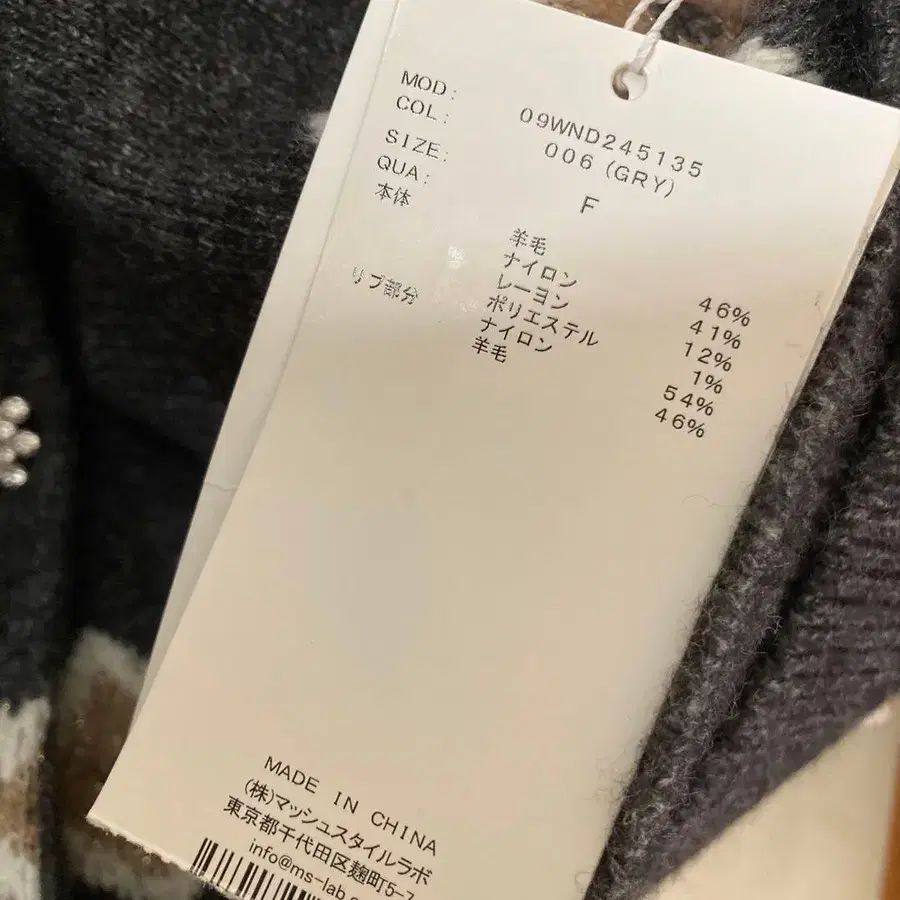 MOD: 09WND245135
COL: 006 (GRY)
SIZE: F
QUA:
本体 羊毛 46%
ナイロン 41%
レーヨン 12%
ポリエステル 1%
リブ部分 ナイロン 54%
羊毛 46%
MADE IN CHINA
(株)マッシュスタイルラボ
東京都千代田区麹町5-7
info@ms-lab.